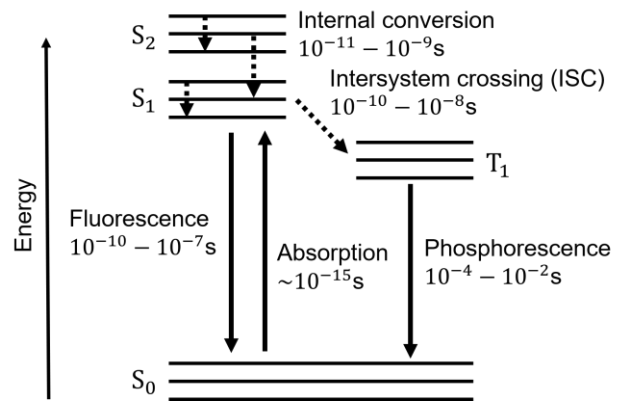 S₂
Internal conversion
10⁻¹¹ − 10⁻⁹s
S₁
Intersystem crossing (ISC)
10⁻¹⁰ − 10⁻⁸s
T₁
Energy
Fluorescence
10⁻¹⁰ − 10⁻⁷s
Absorption
~10⁻¹⁵s
Phosphorescence
10⁻⁴ − 10⁻²s
S₀